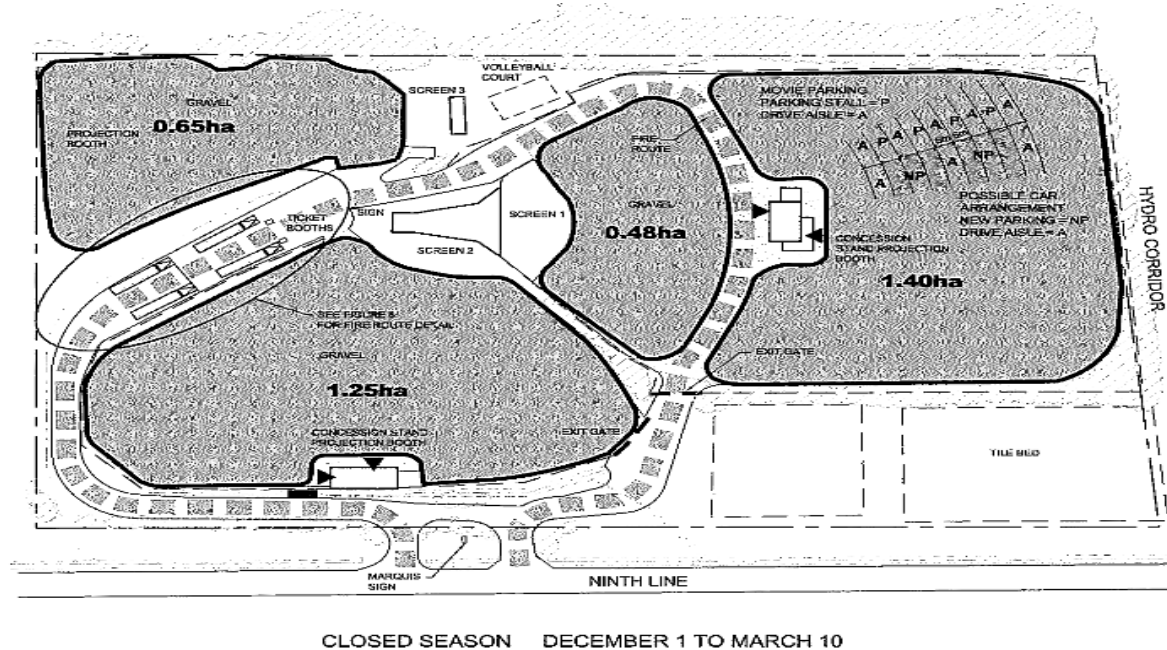 VOLLEYBALL
COURT
SCREEN 3
GRAVEL
0.65ha
PROJECTION
BOOTH
MOVIE PARKING
PARKING STALL = P
DRIVE AISLE = A
A P A P A P A P A
A NP A NP A
FIRE
ROUTE
POSSIBLE CAR
ARRANGEMENT
NEW PARKING = NP
DRIVE AISLE = A
HYDRO CORRIDOR
TICKET
BOOTHS
SIGN
SCREEN 1
SCREEN 2
GRAVEL
0.48ha
CONCESSION
STAND PROJECTION
BOOTH
1.40ha
SEE FIGURE
FOR FIRE ROUTE DETAIL
GRAVEL
1.25ha
EXIT GATE
CONCESSION STAND
PROJECTION BOOTH
EXIT GATE
TILE BED
MARQUIS
SIGN
NINTH LINE
CLOSED SEASON DECEMBER 1 TO MARCH 10